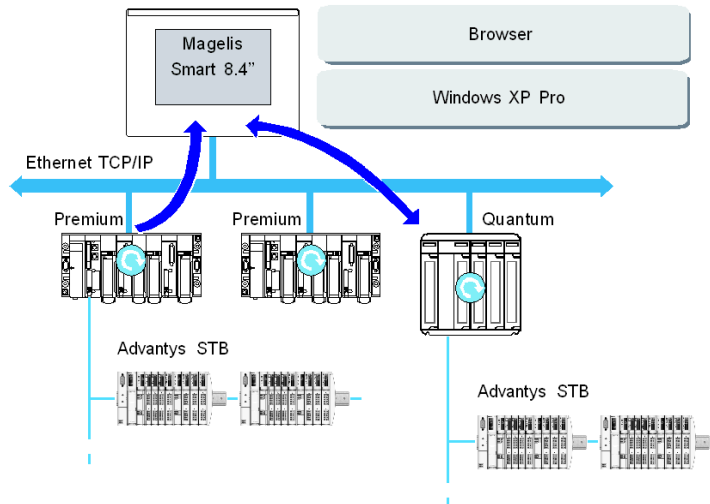 Magelis
Smart 8.4”
Browser
Windows XP Pro
Ethernet TCP/IP
Premium
Premium
Quantum
Advantys STB
Advantys STB